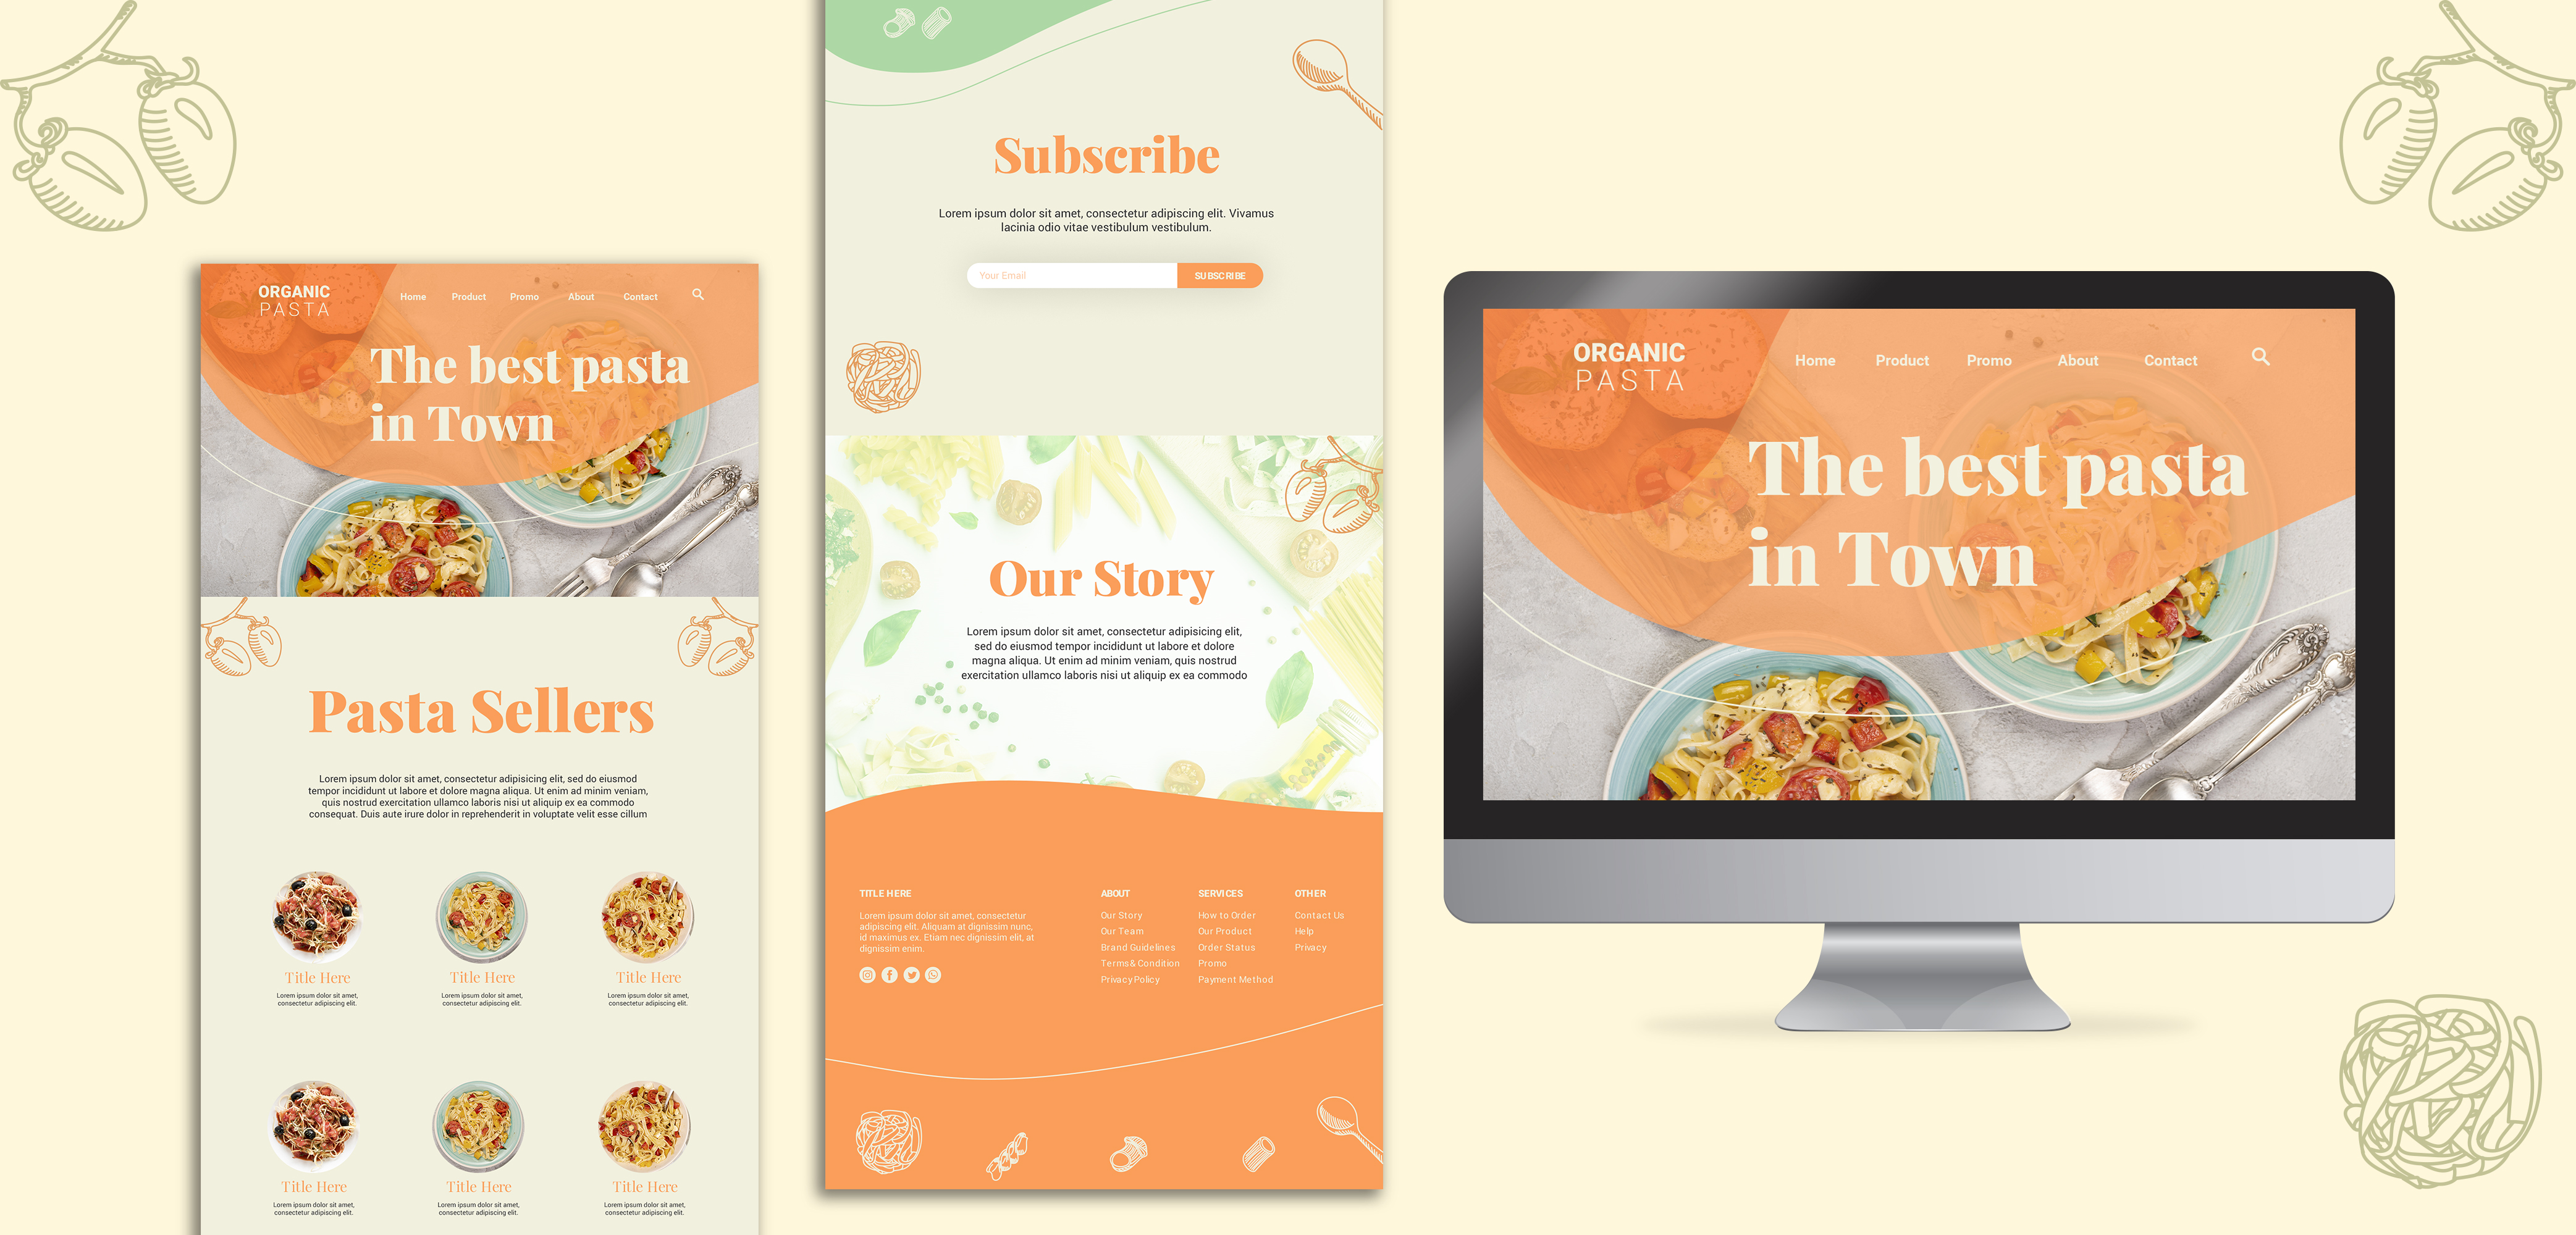 ORGANIC
PASTA
Home Product Promo About Contact
The best pasta
in Town
Pasta Sellers
Lorem ipsum dolor sit amet, consectetur adipisicing elit, sed do eiusmod
tempor incididunt ut labore et dolore magna aliqua. Ut enim ad minim veniam,
quis nostrud exercitation ullamco laboris nisi ut aliquip ex ea commodo
consequat. Duis aute irure dolor in reprehenderit in voluptate velit esse cillum
Title Here
Lorem ipsum dolor sit amet,
consectetur adipiscing elit.
Title Here
Lorem ipsum dolor sit amet,
consectetur adipiscing elit.
Title Here
Lorem ipsum dolor sit amet,
consectetur adipiscing elit.
Title Here
Lorem ipsum dolor sit amet,
consectetur adipiscing elit.
Title Here
Lorem ipsum dolor sit amet,
consectetur adipiscing elit.
Title Here
Lorem ipsum dolor sit amet,
consectetur adipiscing elit.
Subscribe
Lorem ipsum dolor sit amet, consectetur adipiscing elit. Vivamus
lacinia odio vitae vestibulum vestibulum.
Your Email
SUBSCRIBE
Our Story
Lorem ipsum dolor sit amet, consectetur adipisicing elit,
sed do eiusmod tempor incididunt ut labore et dolore
magna aliqua. Ut enim ad minim veniam, quis nostrud
exercitation ullamco laboris nisi ut aliquip ex ea commodo
TITLE HERE
Lorem ipsum dolor sit amet, consectetur
adipiscing elit. Aliquam at dignissim nunc,
id maximus ex. Etiam nec dignissim elit, at
dignissim enim.
ABOUT
Our Story
Our Team
Brand Guidelines
Terms & Condition
Privacy Policy
SERVICES
How to Order
Our Product
Order Status
Promo
Payment Method
OTHER
Contact Us
Help
Privacy
ORGANIC
PASTA
Home Product Promo About Contact
The best pasta
in Town